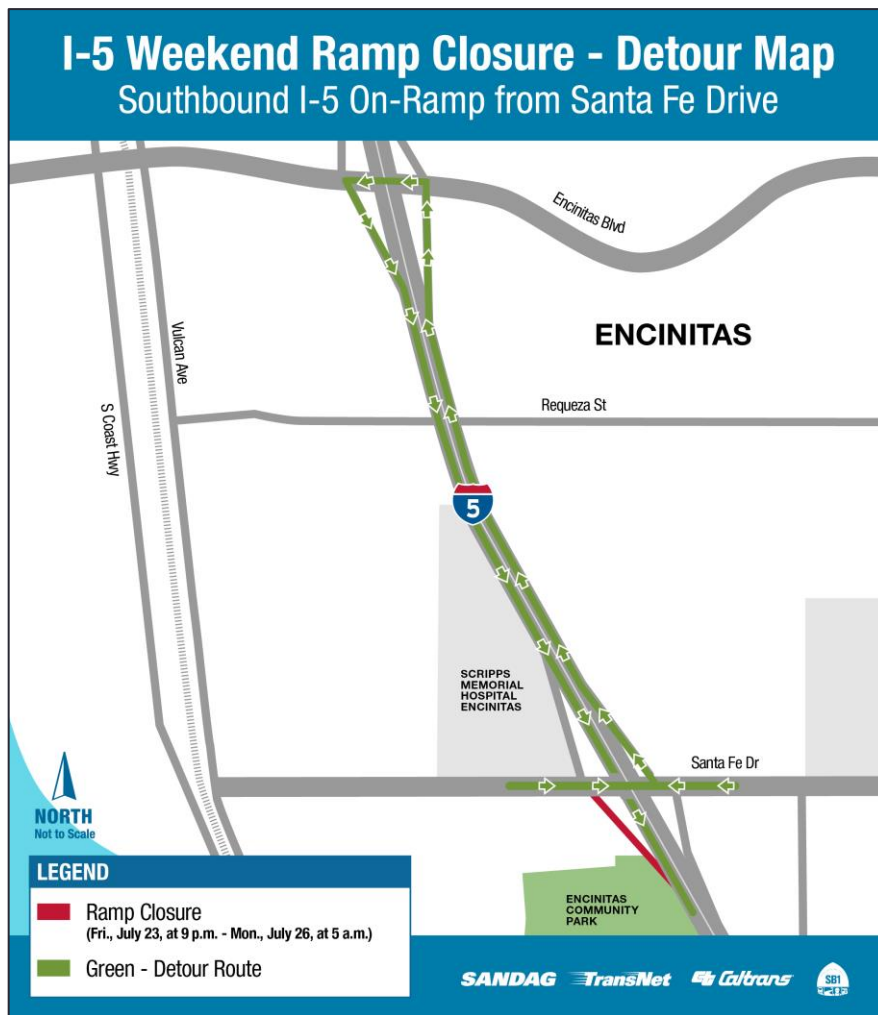 I-5 Weekend Ramp Closure - Detour Map
Southbound I-5 On-Ramp from Santa Fe Drive
Encinitas Blvd
ENCINITAS
Vulcan Ave
S Coast Hwy
Requeza St
5
SCRIPPS
MEMORIAL
HOSPITAL
ENCINITAS
Santa Fe Dr
NORTH
Not to Scale
ENCINITAS
COMMUNITY
PARK
LEGEND
Ramp Closure
(Fri., July 23, at 9 p.m. - Mon., July 26, at 5 a.m.)
Green - Detour Route
SANDAG
TransNet
Caltrans
SB1